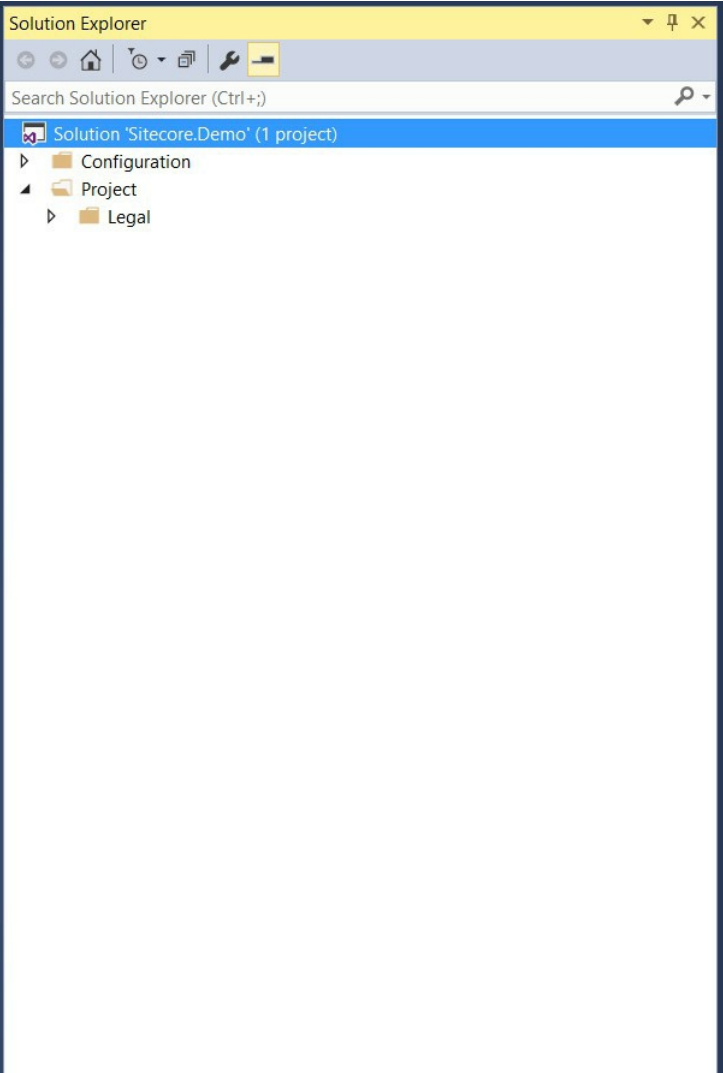 Solution Explorer
Search Solution Explorer (Ctrl+;)
Solution 'Sitecore.Demo' (1 project)
Configuration
Project
Legal